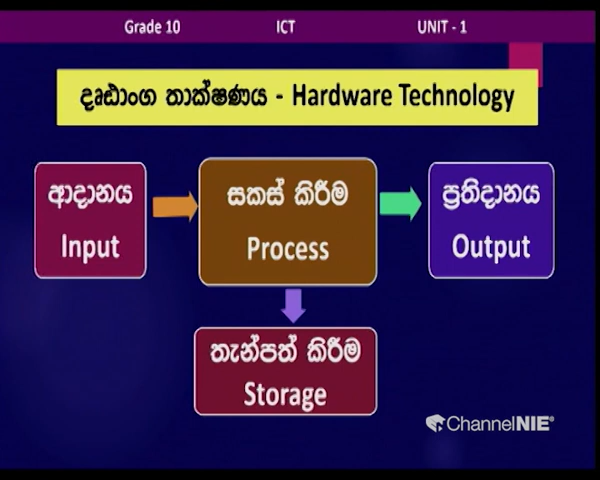 Grade 10 ICT UNIT - 1
දෘඪාංග තාක්ෂණය - Hardware Technology
ආදානය
Input
සකස් කිරීම
Process
ප්‍රතිදානය
Output
තැන්පත් කිරීම
Storage
ChannelNIE®